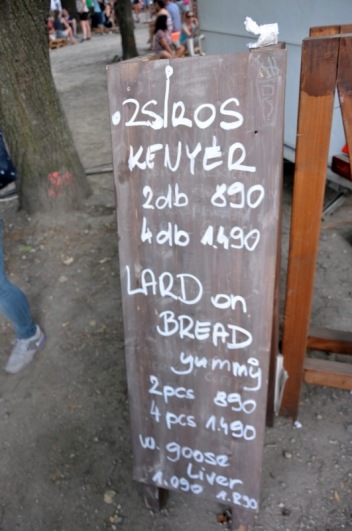 .ZSÍROS
KENYÉR
2db 890
4db 1.490
LARD on
BREAD
yummy
2pcs 890
4pcs 1.490
w. goose
Liver
1.090 1.890